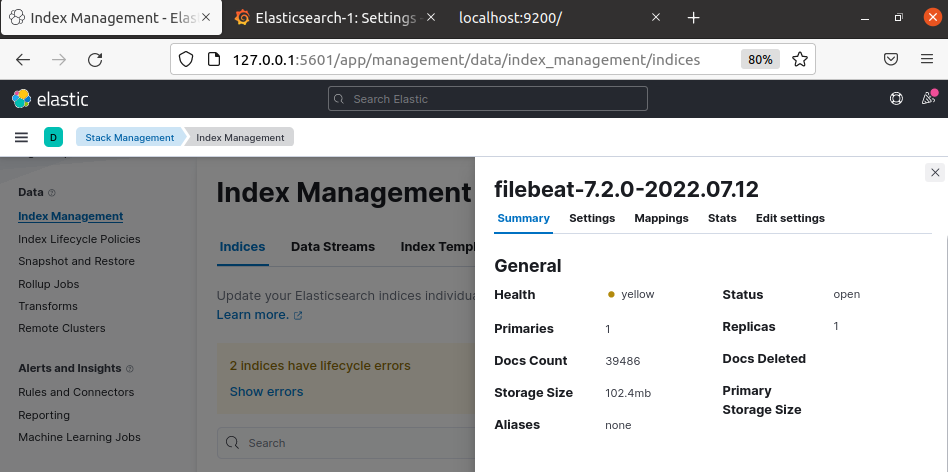 Index Management - Elas
Elasticsearch-1: Settings -
localhost:9200/
127.0.0.1:5601/app/management/data/index_management/indices
80%
elastic
Search Elastic
D
Stack Management
Index Management
Data
Index Management
Index Lifecycle Policies
Snapshot and Restore
Rollup Jobs
Transforms
Remote Clusters
Alerts and Insights
Rules and Connectors
Reporting
Machine Learning Jobs
Index Management
Indices
Data Streams
Index Templ
Update your Elasticsearch indices individua
Learn more.
2 indices have lifecycle errors
Show errors
Search
filebeat-7.2.0-2022.07.12
Summary
Settings
Mappings
Stats
Edit settings
General
Health yellow
Status open
Primaries 1
Replicas 1
Docs Count 39486
Docs Deleted
Storage Size 102.4mb
Primary
Storage Size
Aliases none